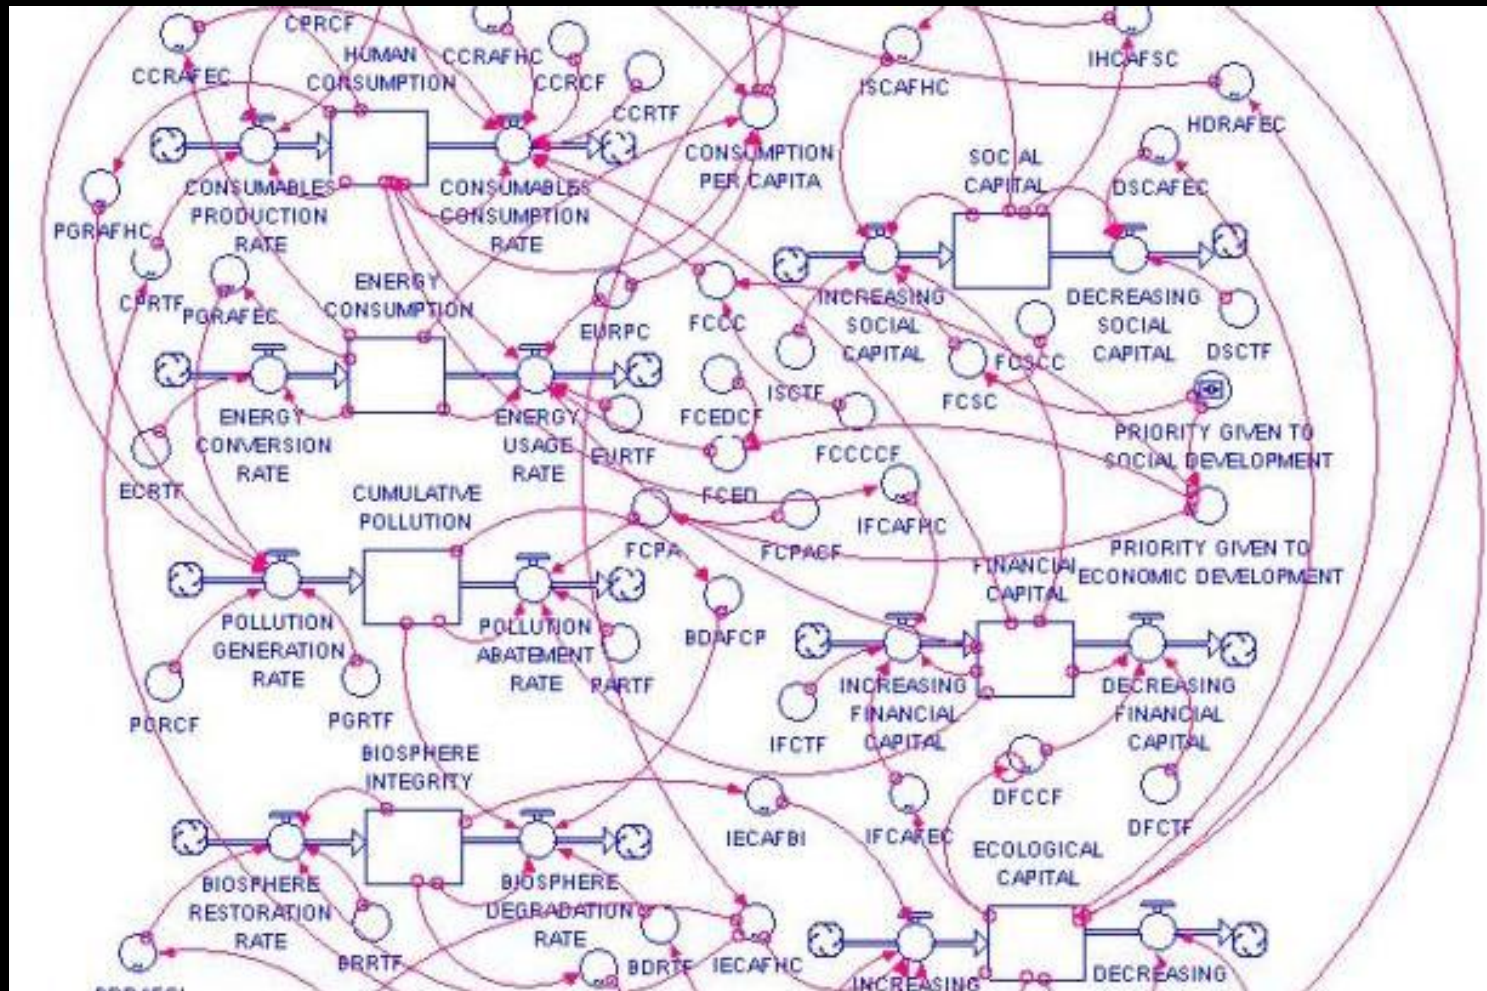 CPRCF
HUMAN
CONSUMPTION
CCRAFHC
CCRAFEC
CCRCF
CCRTF
ISCAFHC
IHCAFSC
HDRAFEC
CONSUMPTION
PER CAPITA
SOCIAL
CAPITAL
DSCAFEC
CONSUMABLES
PRODUCTION
RATE
CONSUMABLES
CONSUMPTION
RATE
PGRAFHC
CPRTF
PGRAFEC
ENERGY
CONSUMPTION
EURPC
FCCC
INCREASING
SOCIAL
CAPITAL
DECREASING
SOCIAL
CAPITAL
DSCTF
FCSCC
FCSC
ISCTF
FCEDCF
FCCCCF
ENERGY
CONVERSION
RATE
ENERGY
USAGE
RATE
EURTF
PRIORITY GIVEN TO
SOCIAL DEVELOPMENT
ECRTF
CUMULATIVE
POLLUTION
FCED
IFCAFHC
FCPA
FCPACF
PRIORITY GIVEN TO
ECONOMIC DEVELOPMENT
FINANCIAL
CAPITAL
POLLUTION
GENERATION
RATE
POLLUTION
ABATEMENT
RATE
BDAFCP
PARTF
PGRCF
PGRTF
INCREASING
FINANCIAL
CAPITAL
DECREASING
FINANCIAL
CAPITAL
IFCTF
BIOSPHERE
INTEGRITY
DFCCF
DFCTF
IECAFBI
IFCAFEC
ECOLOGICAL
CAPITAL
BIOSPHERE
RESTORATION
RATE
BIOSPHERE
DEGRADATION
RATE
BRRTF
BDRTF
IECAFHC
INCREASING
DECREASING